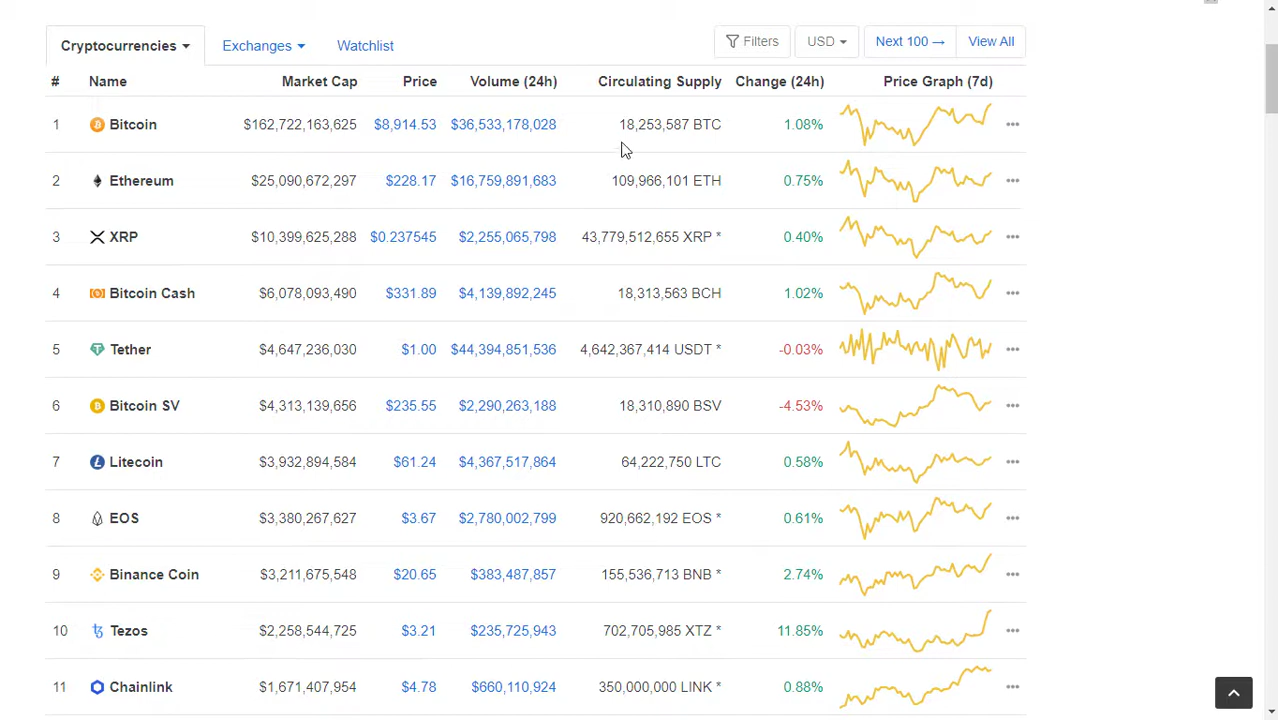 Cryptocurrencies Exchanges Watchlist Filters USD Next 100 → View All
# Name Market Cap Price Volume (24h) Circulating Supply Change (24h) Price Graph (7d)
1 Bitcoin $162,722,163,625 $8,914.53 $36,533,178,028 18,253,587 BTC 1.08%
2 Ethereum $25,090,672,297 $228.17 $16,759,891,683 109,966,101 ETH 0.75%
3 XRP $10,399,625,288 $0.237545 $2,255,065,798 43,779,512,655 XRP * 0.40%
4 Bitcoin Cash $6,078,093,490 $331.89 $4,139,892,245 18,313,563 BCH 1.02%
5 Tether $4,647,236,030 $1.00 $44,394,851,536 4,642,367,414 USDT * -0.03%
6 Bitcoin SV $4,313,139,656 $235.55 $2,290,263,188 18,310,890 BSV -4.53%
7 Litecoin $3,932,894,584 $61.24 $4,367,517,864 64,222,750 LTC 0.58%
8 EOS $3,380,267,627 $3.67 $2,780,002,799 920,662,192 EOS * 0.61%
9 Binance Coin $3,211,675,548 $20.65 $383,487,857 155,536,713 BNB * 2.74%
10 Tezos $2,258,544,725 $3.21 $235,725,943 702,705,985 XTZ * 11.85%
11 Chainlink $1,671,407,954 $4.78 $660,110,924 350,000,000 LINK * 0.88%